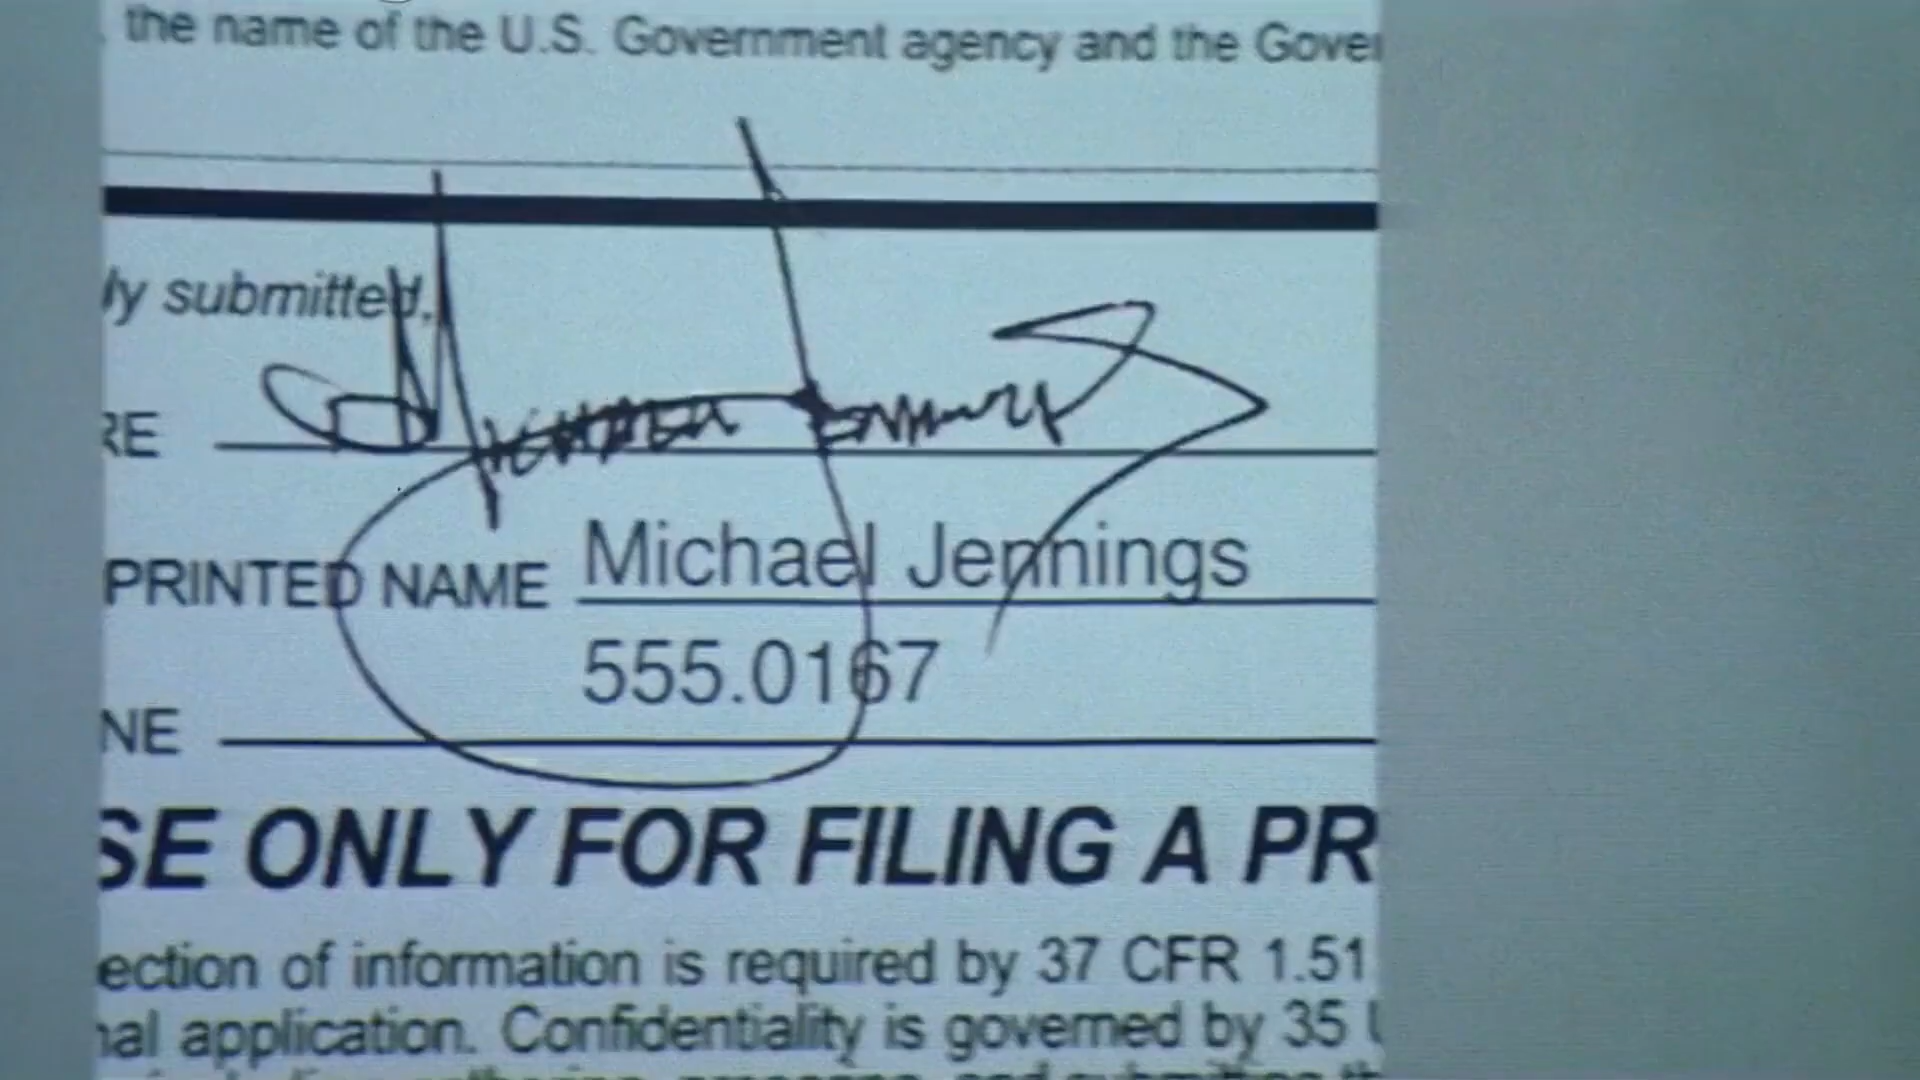 the name of the U.S. Government agency and the Gover
ly submitted,
RE Michael Jennings
PRINTED NAME Michael Jennings
555.0167
NE
SE ONLY FOR FILING A PR
ection of information is required by 37 CFR 1.51
nal application. Confidentiality is governed by 35 U